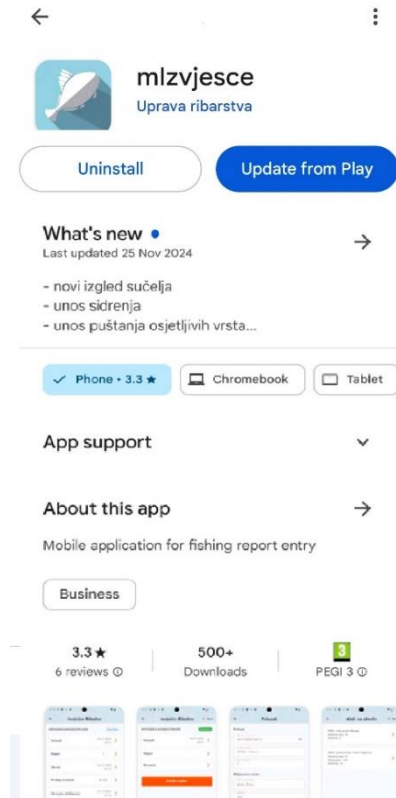 mIzvjesce
Uprava ribarstva
Uninstall
Update from Play
What's new
Last updated 25 Nov 2024
- novi izgled sučelja
- unos sidrenja
- unos puštanja osjetljivih vrsta...
Phone • 3.3 ★
Chromebook
Tablet
App support
About this app
Mobile application for fishing report entry
Business
3.3 ★
6 reviews
500+
Downloads
3
PEGI 3